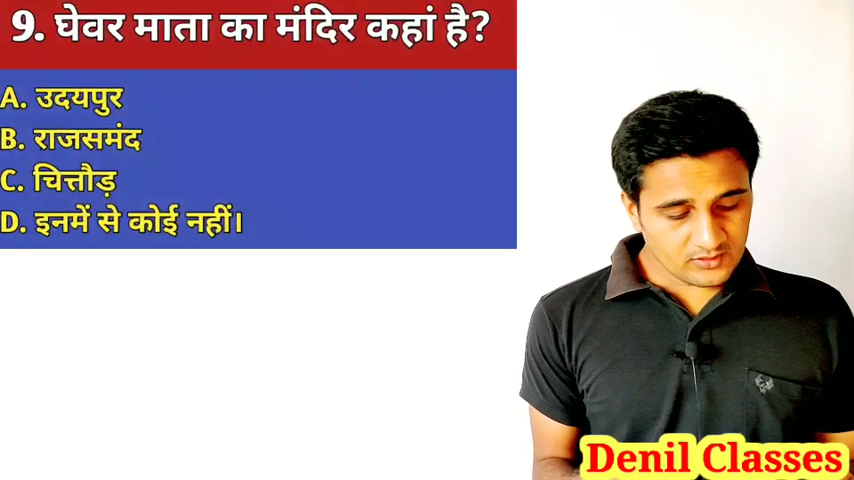 9. घेवर माता का मंदिर कहां है?
A. उदयपुर
B. राजसमंद
C. चित्तौड़
D. इनमें से कोई नहीं।
Denil Classes